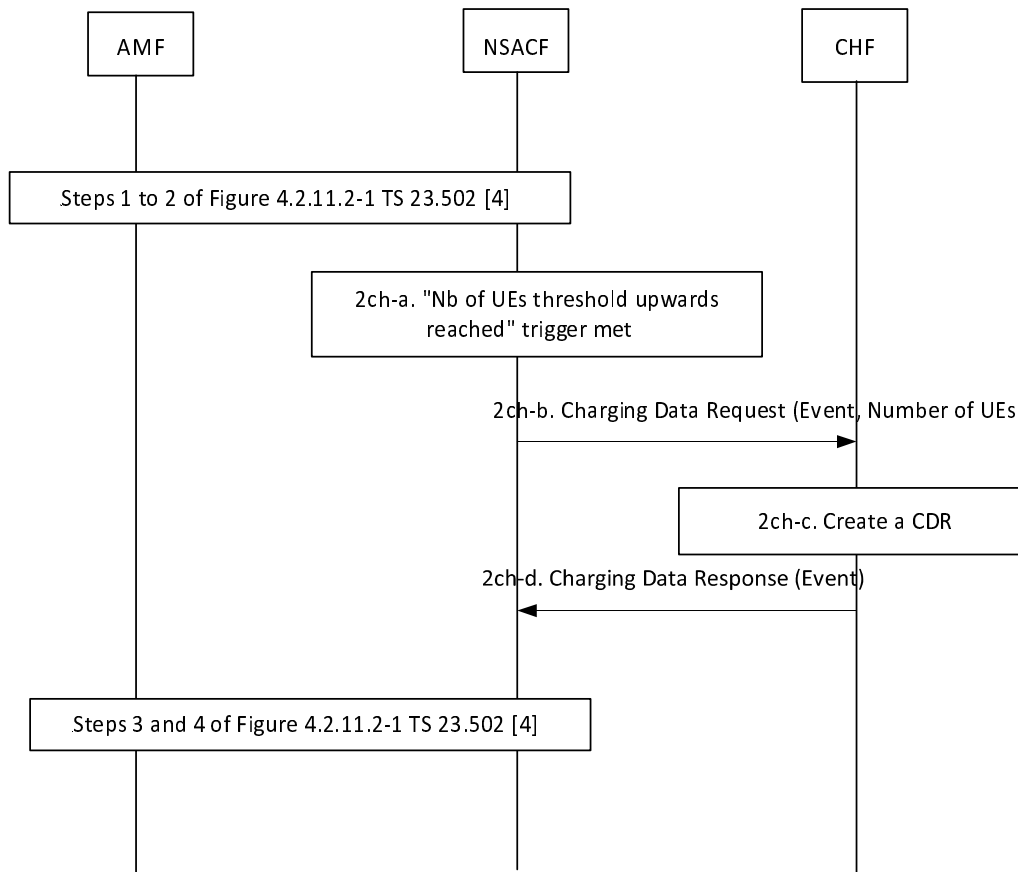 AMF
NSACF
CHF
Steps 1 to 2 of Figure 4.2.11.2-1 TS 23.502 [4]
2ch-a. "Nb of UEs threshold upwards
reached" trigger met
2ch-b. Charging Data Request (Event, Number of UEs
2ch-c. Create a CDR
2ch-d. Charging Data Response (Event)
Steps 3 and 4 of Figure 4.2.11.2-1 TS 23.502 [4]